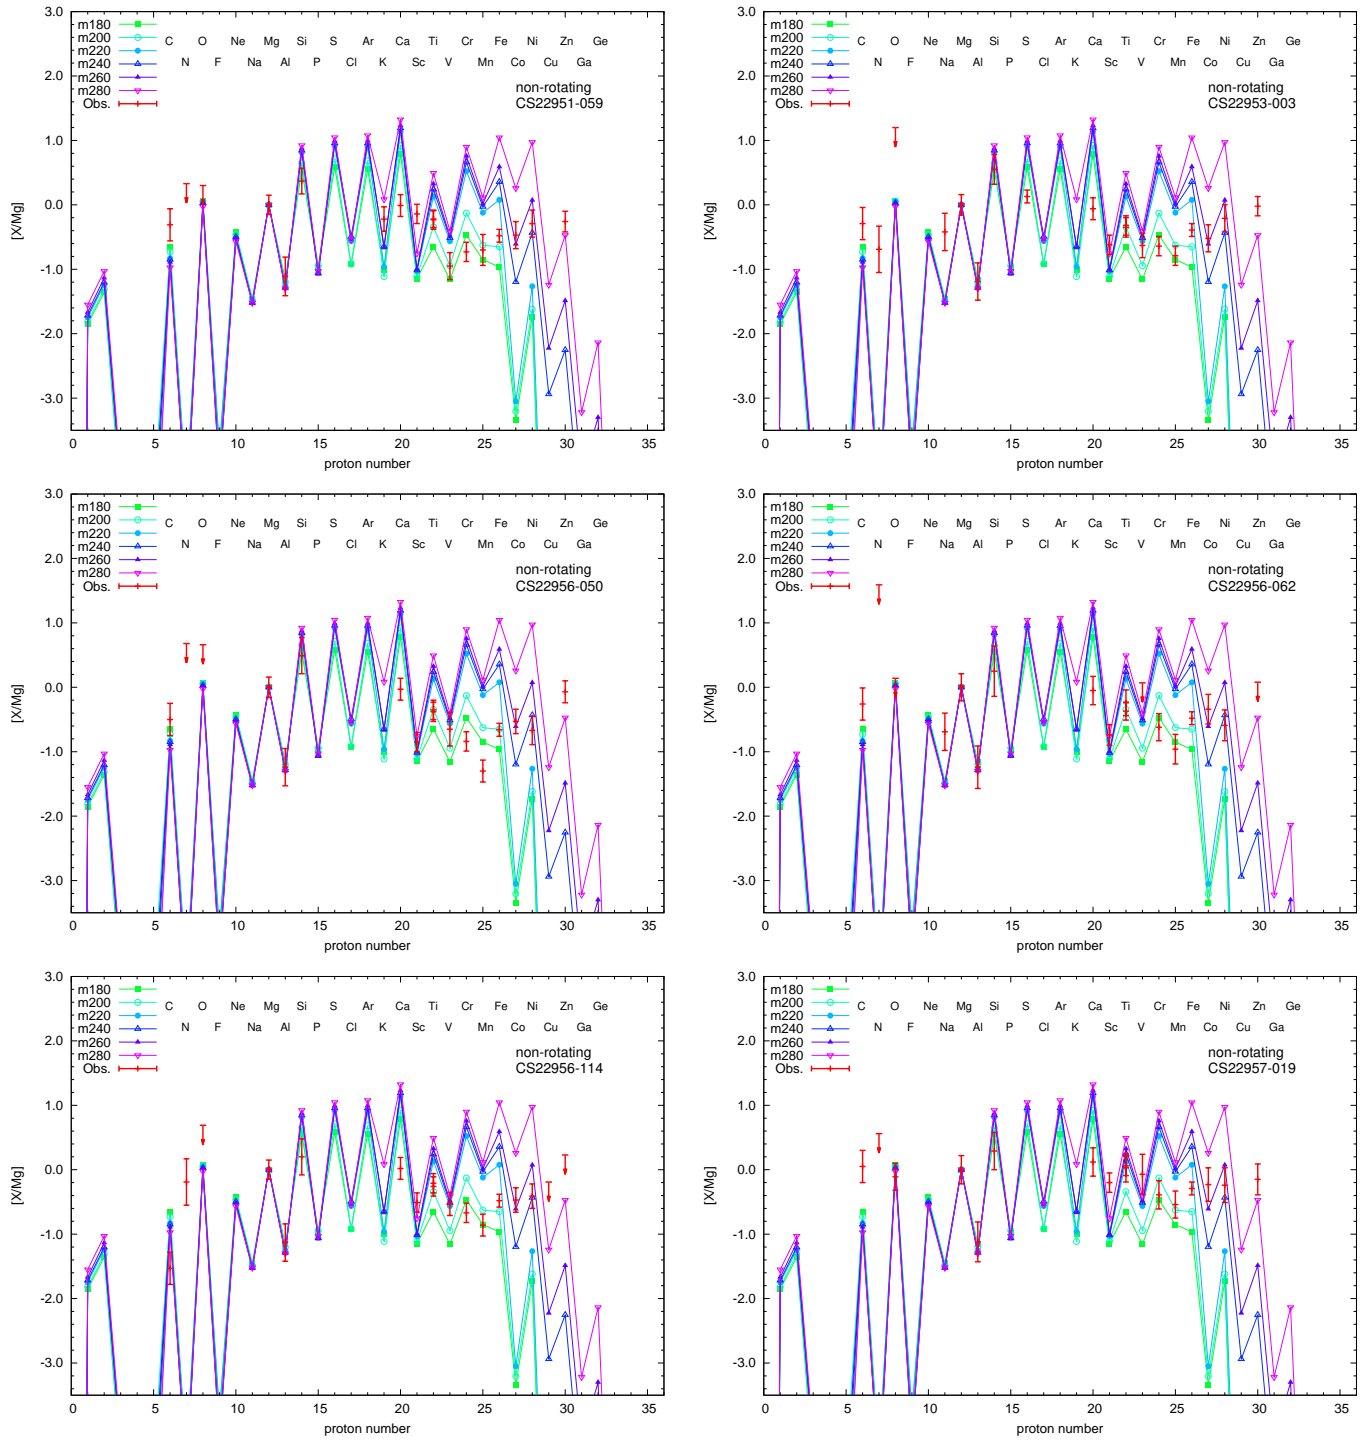 3.0
2.0
1.0
0.0
-1.0
-2.0
-3.0
[X/Mg]
m180
m200
m220
m240
m260
m280
Obs.
C O Ne Mg Si S Ar Ca Ti Cr Fe Ni Zn Ge
N F Na Al P Cl K Sc V Mn Co Cu Ga
non-rotating
CS22951-059
0 5 10 15 20 25 30 35
proton number
3.0
2.0
1.0
0.0
-1.0
-2.0
-3.0
[X/Mg]
m180
m200
m220
m240
m260
m280
Obs.
C O Ne Mg Si S Ar Ca Ti Cr Fe Ni Zn Ge
N F Na Al P Cl K Sc V Mn Co Cu Ga
non-rotating
CS22953-003
0 5 10 15 20 25 30 35
proton number
3.0
2.0
1.0
0.0
-1.0
-2.0
-3.0
[X/Mg]
m180
m200
m220
m240
m260
m280
Obs.
C O Ne Mg Si S Ar Ca Ti Cr Fe Ni Zn Ge
N F Na Al P Cl K Sc V Mn Co Cu Ga
non-rotating
CS22956-050
0 5 10 15 20 25 30 35
proton number
3.0
2.0
1.0
0.0
-1.0
-2.0
-3.0
[X/Mg]
m180
m200
m220
m240
m260
m280
Obs.
C O Ne Mg Si S Ar Ca Ti Cr Fe Ni Zn Ge
N F Na Al P Cl K Sc V Mn Co Cu Ga
non-rotating
CS22956-062
0 5 10 15 20 25 30 35
proton number
3.0
2.0
1.0
0.0
-1.0
-2.0
-3.0
[X/Mg]
m180
m200
m220
m240
m260
m280
Obs.
C O Ne Mg Si S Ar Ca Ti Cr Fe Ni Zn Ge
N F Na Al P Cl K Sc V Mn Co Cu Ga
non-rotating
CS22956-114
0 5 10 15 20 25 30 35
proton number
3.0
2.0
1.0
0.0
-1.0
-2.0
-3.0
[X/Mg]
m180
m200
m220
m240
m260
m280
Obs.
C O Ne Mg Si S Ar Ca Ti Cr Fe Ni Zn Ge
N F Na Al P Cl K Sc V Mn Co Cu Ga
non-rotating
CS22957-019
0 5 10 15 20 25 30 35
proton number